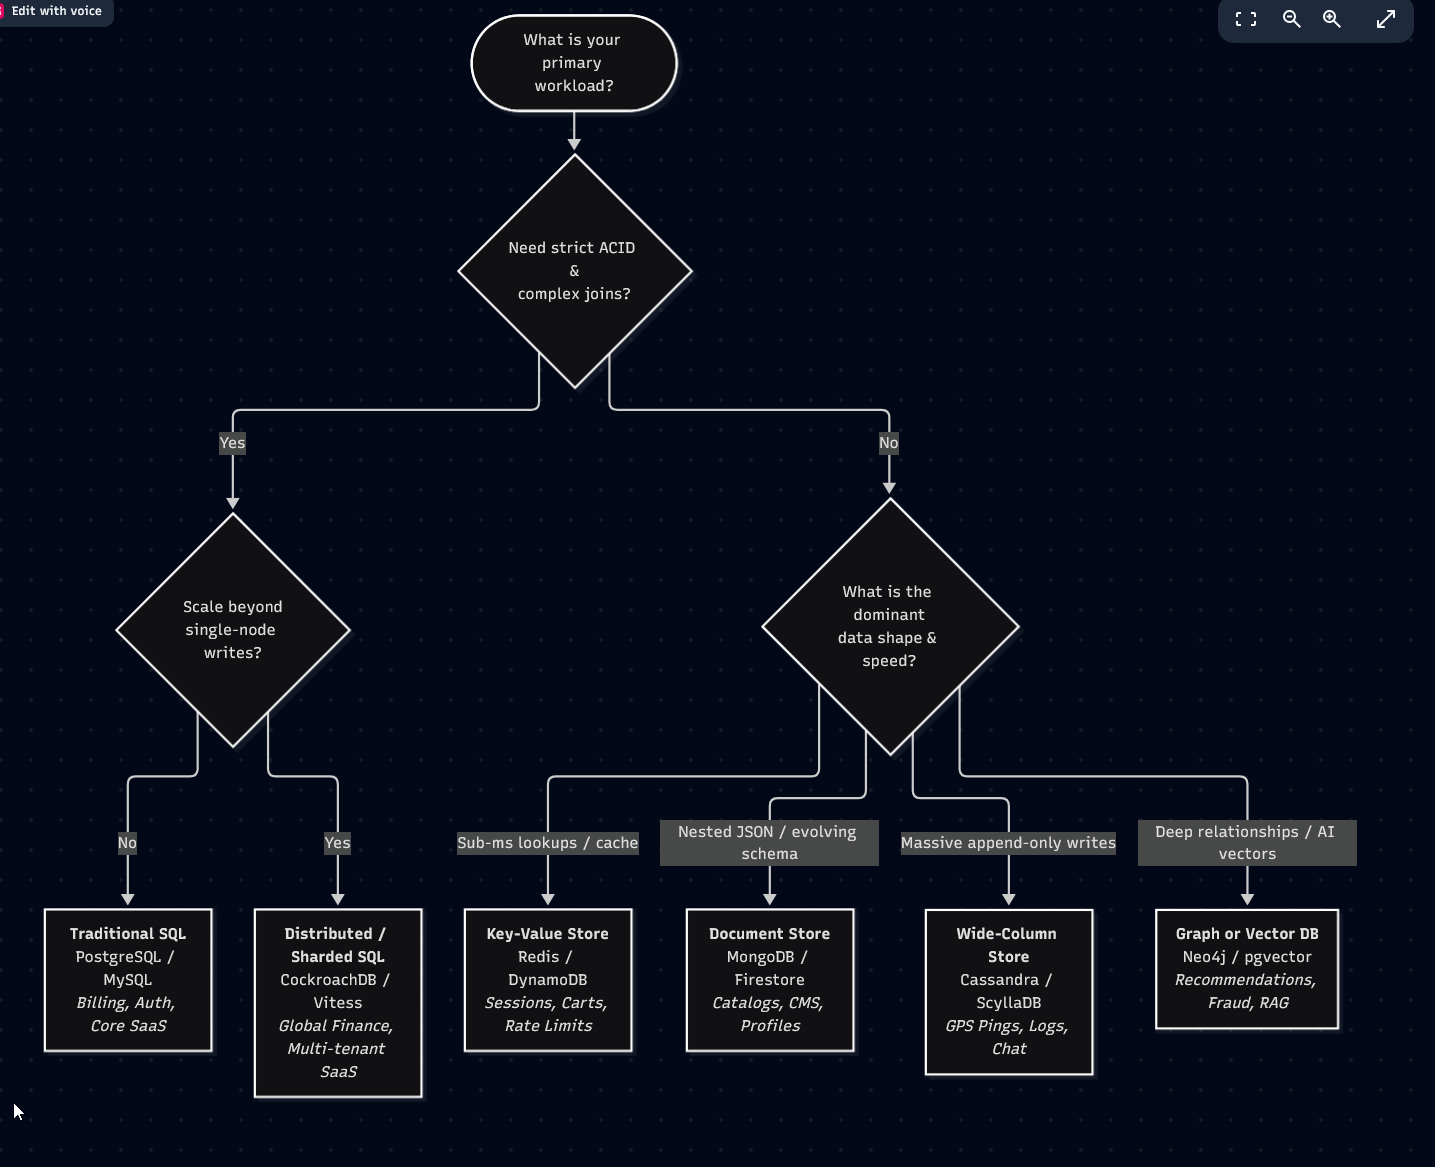 Edit with voice
What is your
primary
workload?
Need strict ACID
&
complex joins?
Yes
No
Scale beyond
single-node
writes?
What is the
dominant
data shape &
speed?
No
Yes
Sub-ms lookups / cache
Nested JSON / evolving
schema
Massive append-only writes
Deep relationships / AI
vectors
Traditional SQL
PostgreSQL /
MySQL
Billing, Auth,
Core SaaS
Distributed /
Sharded SQL
CockroachDB /
Vitess
Global Finance,
Multi-tenant
SaaS
Key-Value Store
Redis /
DynamoDB
Sessions, Carts,
Rate Limits
Document Store
MongoDB /
Firestore
Catalogs, CMS,
Profiles
Wide-Column
Store
Cassandra /
ScyllaDB
GPS Pings, Logs,
Chat
Graph or Vector DB
Neo4j / pgvector
Recommendations,
Fraud, RAG